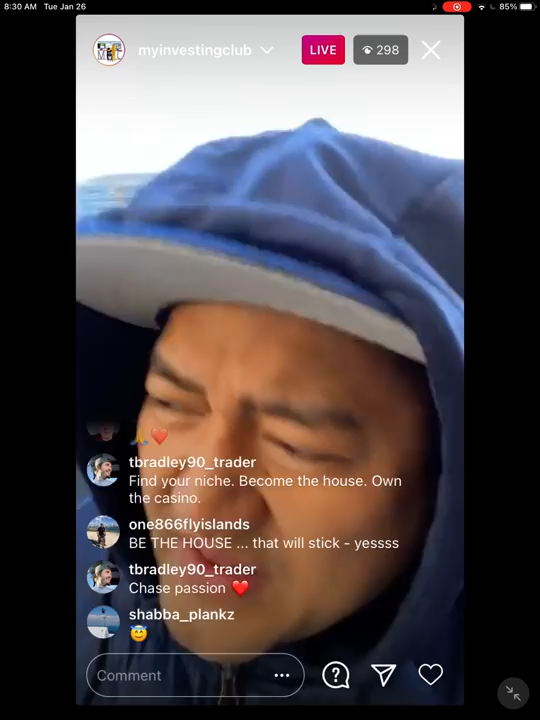 8:30 AM Tue Jan 26
85%
myinvestingclub
LIVE
298
🙏❤️
tbradley90_trader
Find your niche. Become the house. Own
the casino.
one866flyislands
BE THE HOUSE ... that will stick - yessss
tbradley90_trader
Chase passion ❤️
shabba_plankz
😇
Comment